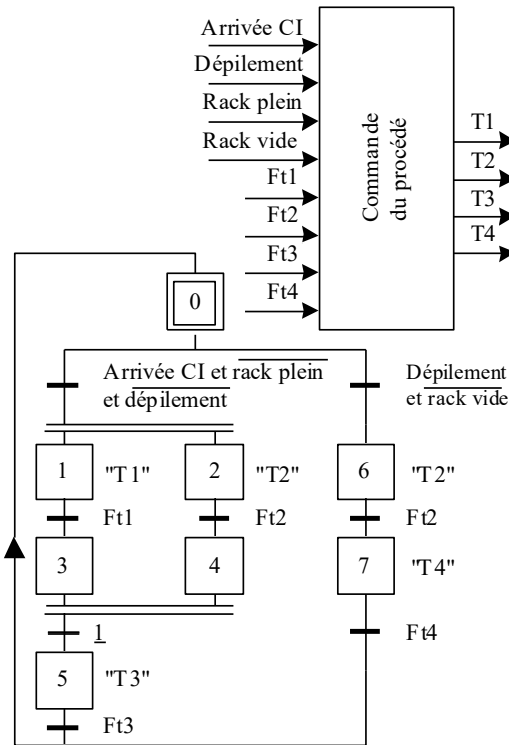 Arrivée CI
Dépilement
Rack plein
Rack vide
Ft1
Ft2
Ft3
Ft4
Commande
du procédé
T1
T2
T3
T4
0
Arrivée CI et rack plein
et dépilement
Dépilement
et rack vide
1 "T1"
2 "T2"
6 "T2"
Ft1
Ft2
Ft2
3
4
7 "T4"
1
Ft4
5 "T3"
Ft3